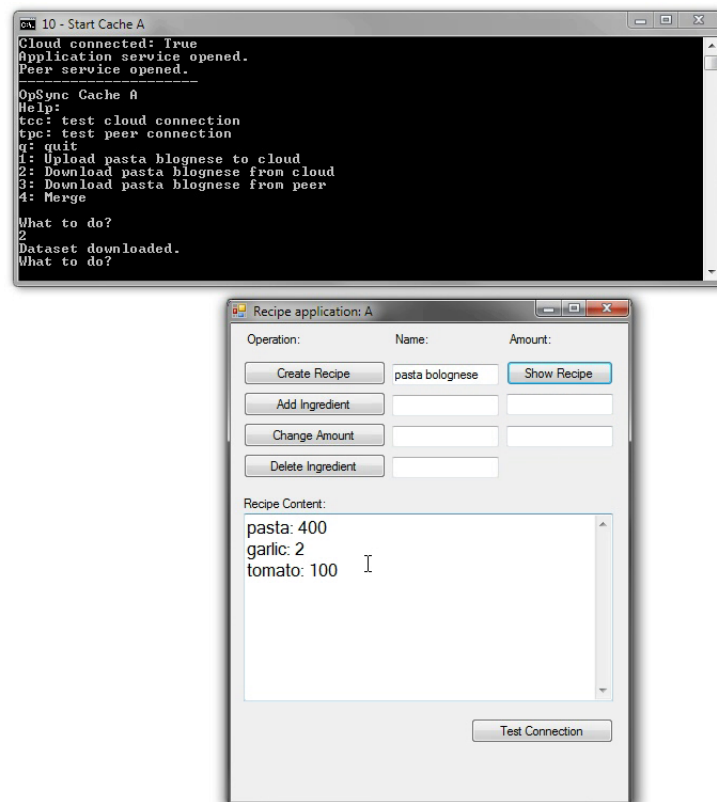 10 - Start Cache A
Cloud connected: True
Application service opened.
Peer service opened.
---------------------
OpSync Cache A
Help:
tcc: test cloud connection
tpc: test peer connection
q: quit
1: Upload pasta blognese to cloud
2: Download pasta blognese from cloud
3: Download pasta blognese from peer
4: Merge
What to do?
2
Dataset downloaded.
What to do?
Recipe application: A
Operation: Name: Amount:
Create Recipe pasta bolognese Show Recipe
Add Ingredient
Change Amount
Delete Ingredient
Recipe Content:
pasta: 400
garlic: 2
tomato: 100
Test Connection